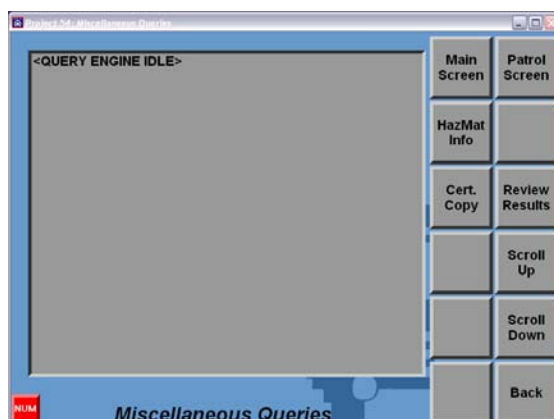 Project 54: Miscellaneous Queries
<QUERY ENGINE IDLE>
Main
Screen
Patrol
Screen
HazMat
Info
Cert.
Copy
Review
Results
Scroll
Up
Scroll
Down
Back
NUM
Miscellaneous Queries